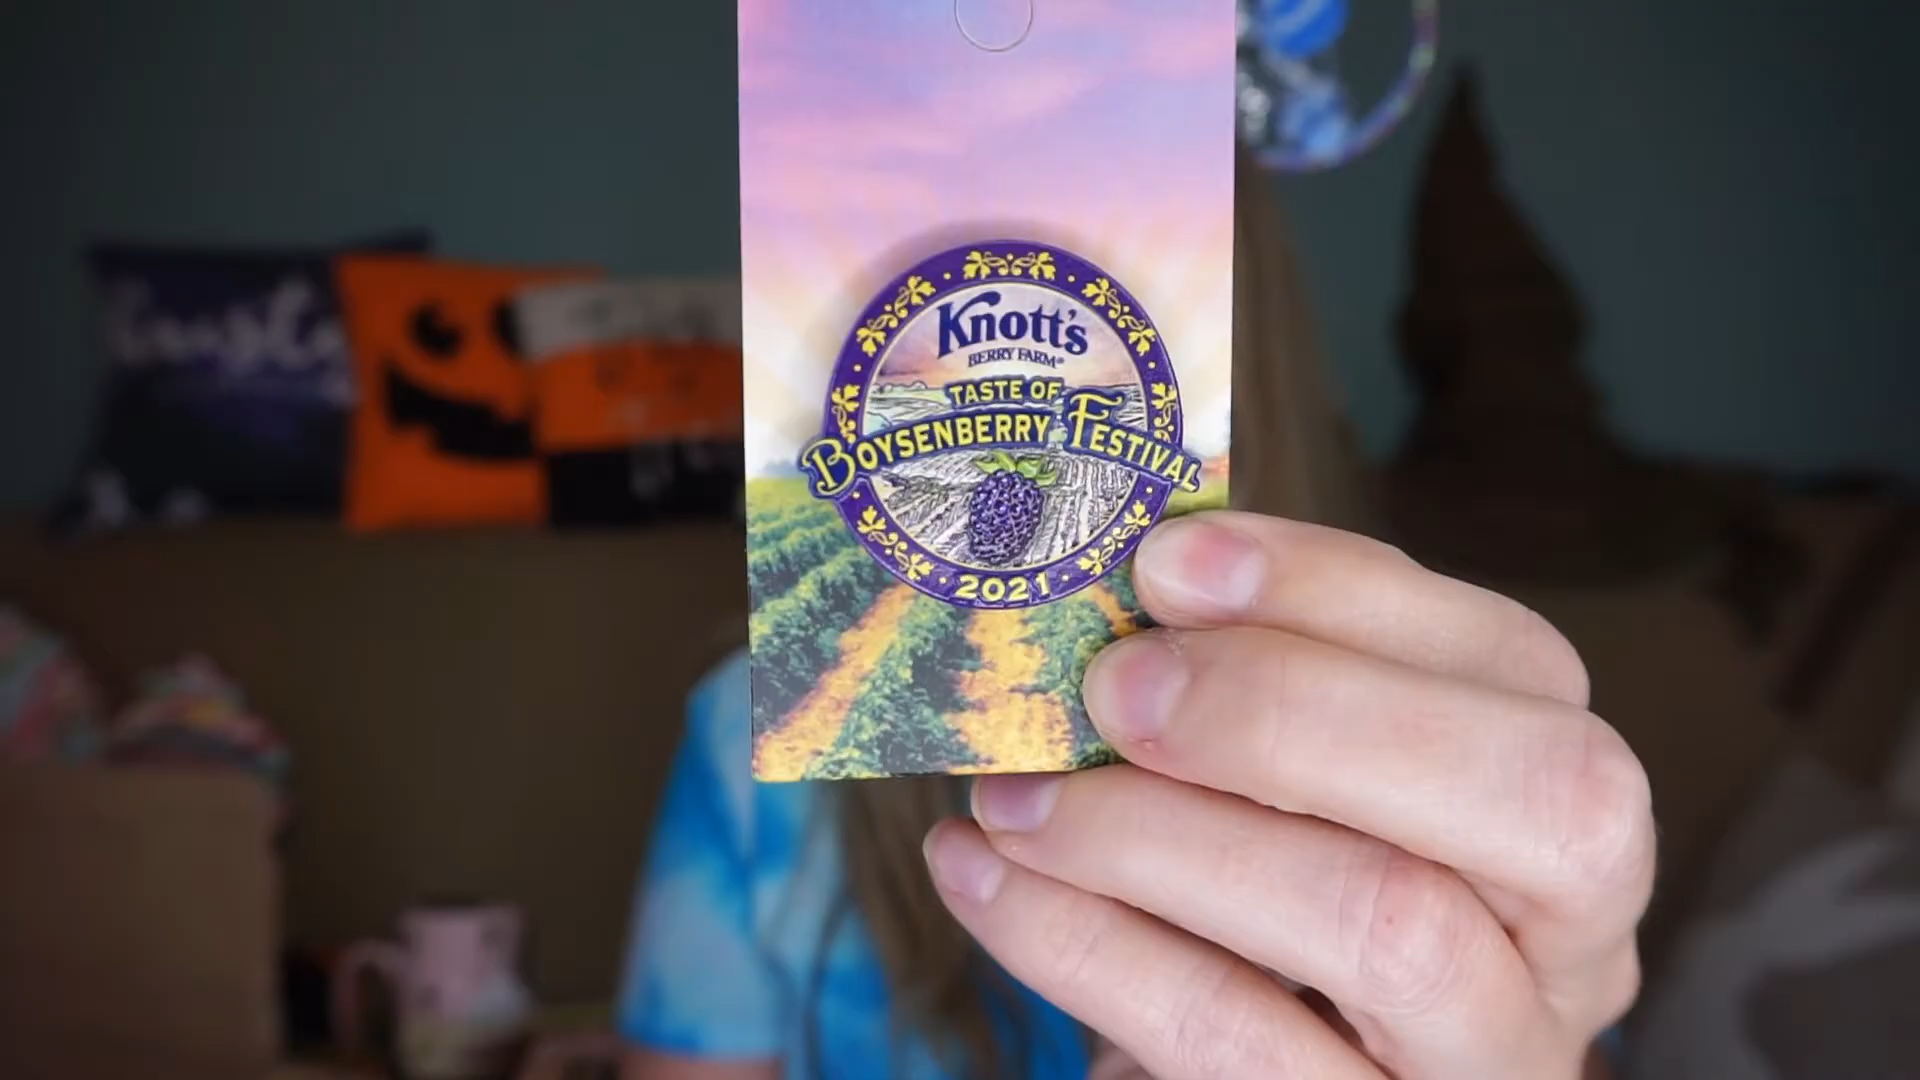 Knott's
BERRY FARM®
TASTE OF
BOYSENBERRY FESTIVAL
2021